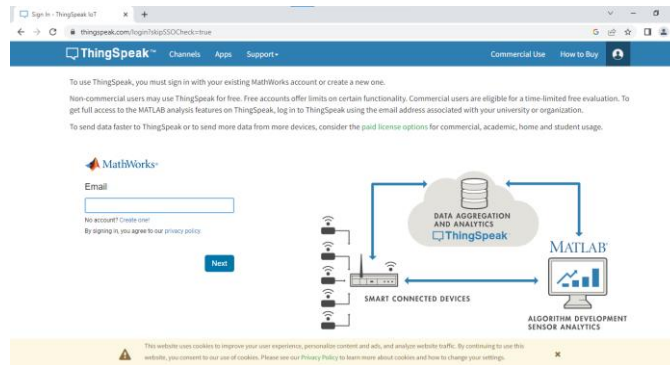 Sign In - ThingSpeak IoT
thingspeak.com/login?skipSSOCheck=true
ThingSpeak™ Channels Apps Support Commercial Use How to Buy
To use ThingSpeak, you must sign in with your existing MathWorks account or create a new one.
Non-commercial users may use ThingSpeak for free. Free accounts offer limits on certain functionality. Commercial users are eligible for a time-limited free evaluation. To
get full access to the MATLAB analysis features on ThingSpeak, log in to ThingSpeak using the email address associated with your university or organization.
To send data faster to ThingSpeak or to send more data from more devices, consider the paid license options for commercial, academic, home and student usage.
MathWorks®
Email
No account? Create one!
By signing in, you agree to our privacy policy.
Next
DATA AGGREGATION
AND ANALYTICS
ThingSpeak
MATLAB
SMART CONNECTED DEVICES
ALGORITHM DEVELOPMENT
SENSOR ANALYTICS
This website uses cookies to improve your user experience, personalize content and ads, and analyze website traffic. By continuing to use this
website, you consent to our use of cookies. Please see our Privacy Policy to learn more about cookies and how to change your settings.